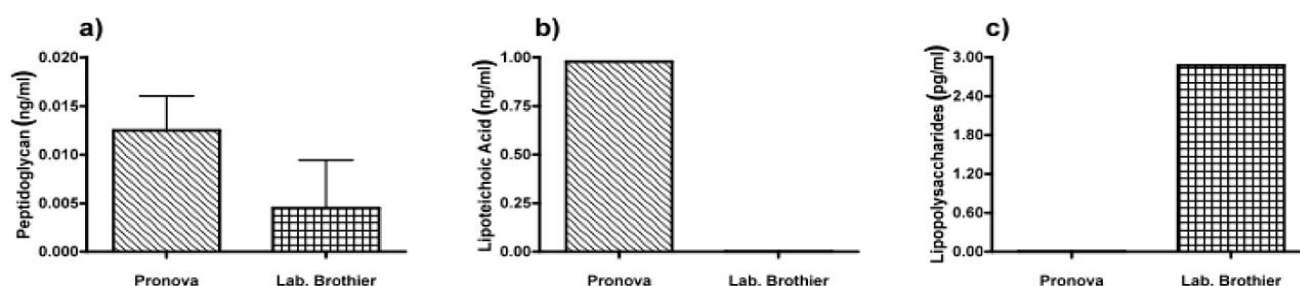 a)
Peptidoglycan (ng/ml)
0.020
0.015
0.010
0.005
0.000
Pronova
Lab. Brothier
b)
Lipoteichoic Acid (ng/ml)
1.00
0.75
0.50
0.25
0.00
Pronova
Lab. Brothier
c)
Lipopolysaccharides (pg/ml)
3.00
2.40
1.80
1.20
0.60
0.00
Pronova
Lab. Brothier